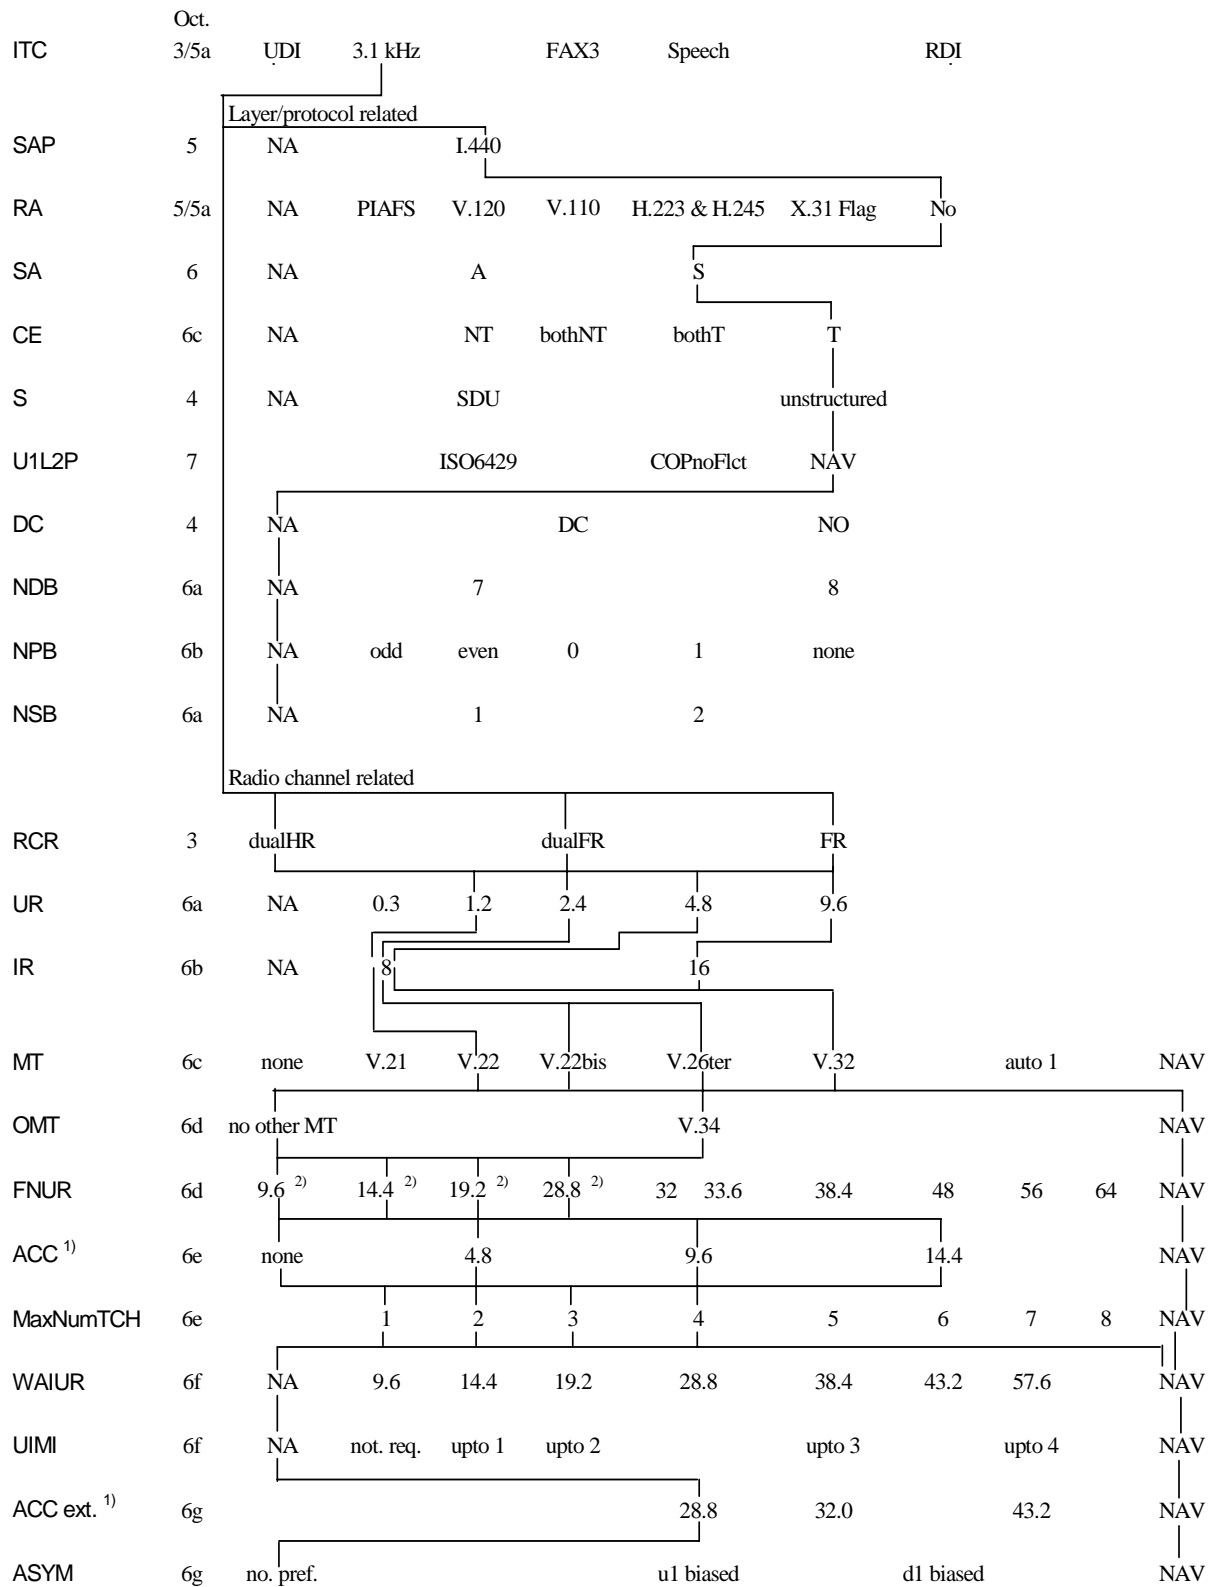 Oct.
ITC 3/5a UDI 3.1 kHz FAX3 Speech RDI
Layer/protocol related
SAP 5 NA I.440
RA 5/5a NA PIAFS V.120 V.110 H.223 & H.245 X.31 Flag No
SA 6 NA A S
CE 6c NA NT bothNT bothT T
S 4 NA SDU unstructured
U1L2P 7 ISO6429 COPnoFlct NAV
DC 4 NA DC NO
NDB 6a NA 7 8
NPB 6b NA odd even 0 1 none
NSB 6a NA 1 2
Radio channel related
RCR 3 dualHR dualFR FR
UR 6a NA 0.3 1.2 2.4 4.8 9.6
IR 6b NA 8 16
MT 6c none V.21 V.22 V.22bis V.26ter V.32 auto 1 NAV
OMT 6d no other MT V.34 NAV
FNUR 6d 9.6 2) 14.4 2) 19.2 2) 28.8 2) 32 33.6 38.4 48 56 64 NAV
ACC 1) 6e none 4.8 9.6 14.4 NAV
MaxNumTCH 6e 1 2 3 4 5 6 7 8 NAV
WAIUR 6f NA 9.6 14.4 19.2 28.8 38.4 43.2 57.6 NAV
UIMI 6f NA not. req. upto 1 upto 2 upto 3 upto 4 NAV
ACC ext. 1) 6g 28.8 32.0 43.2 NAV
ASYM 6g no. pref. u1 biased d1 biased NAV